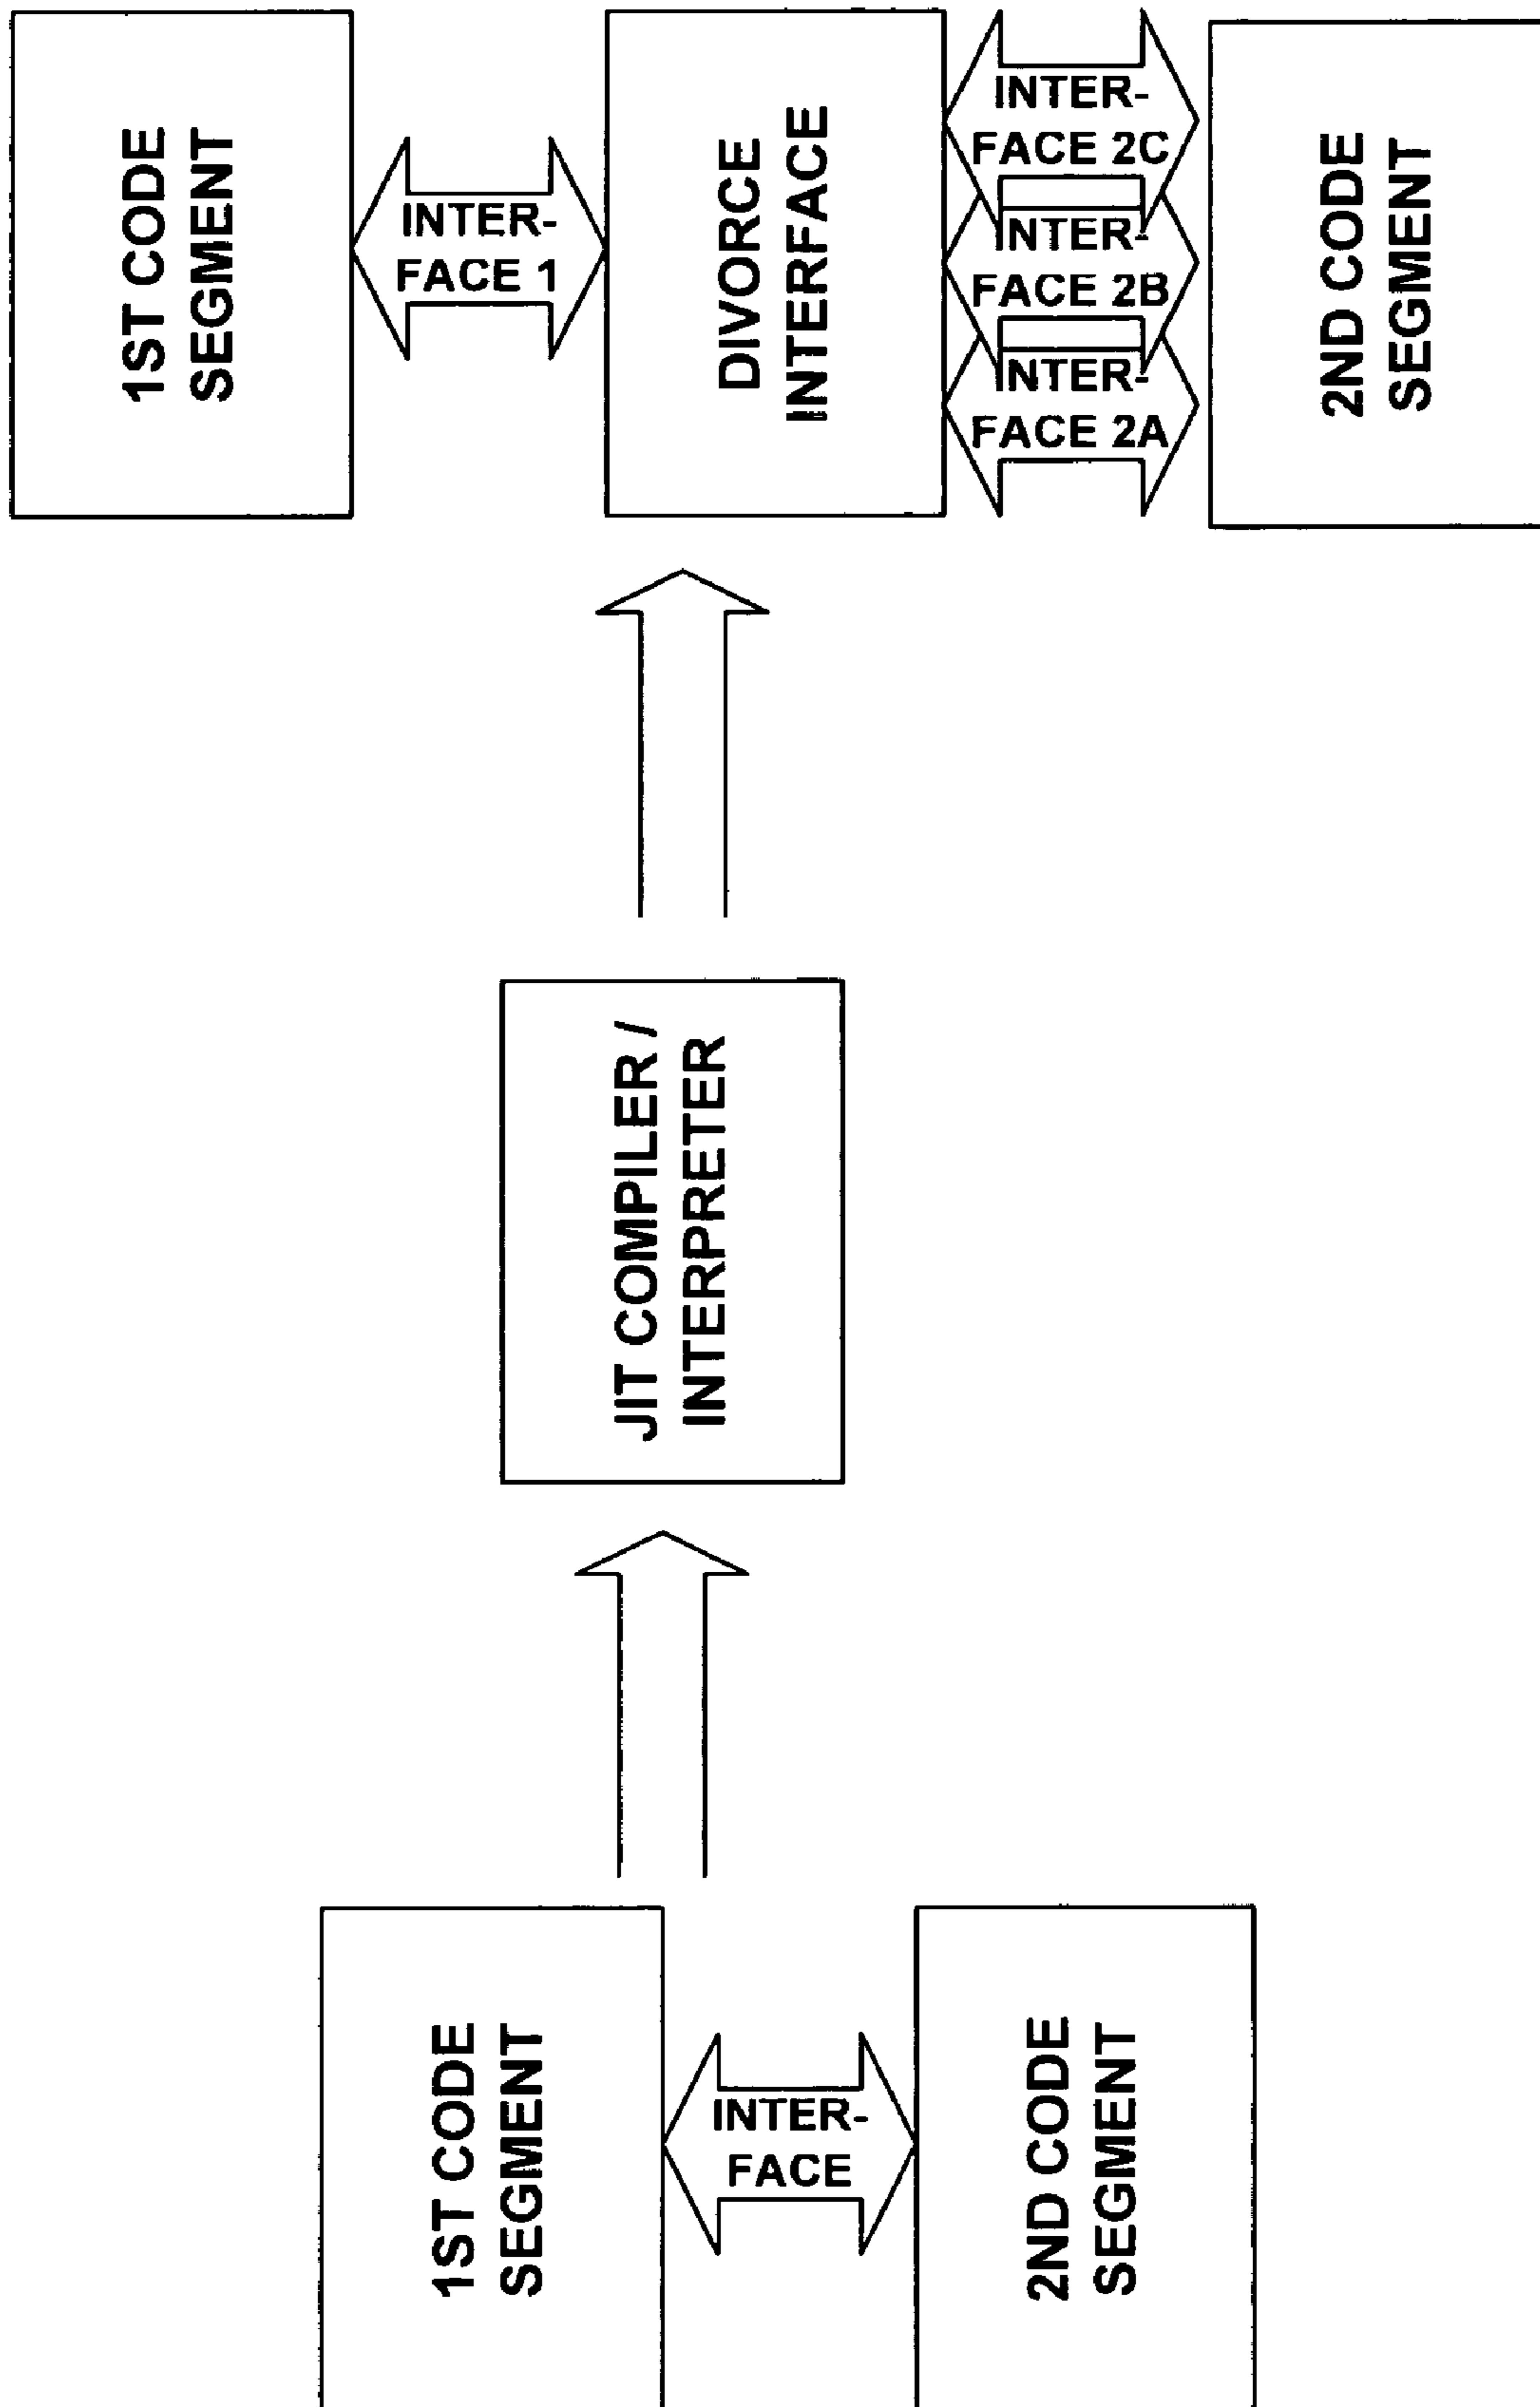 1ST CODE
SEGMENT
INTER-
FACE 1
DIVORCE
INTERFACE
INTER-
FACE 2C
INTER-
FACE 2B
INTER-
FACE 2A
2ND CODE
SEGMENT
JIT COMPILER /
INTERPRETER
1ST CODE
SEGMENT
INTER-
FACE
2ND CODE
SEGMENT